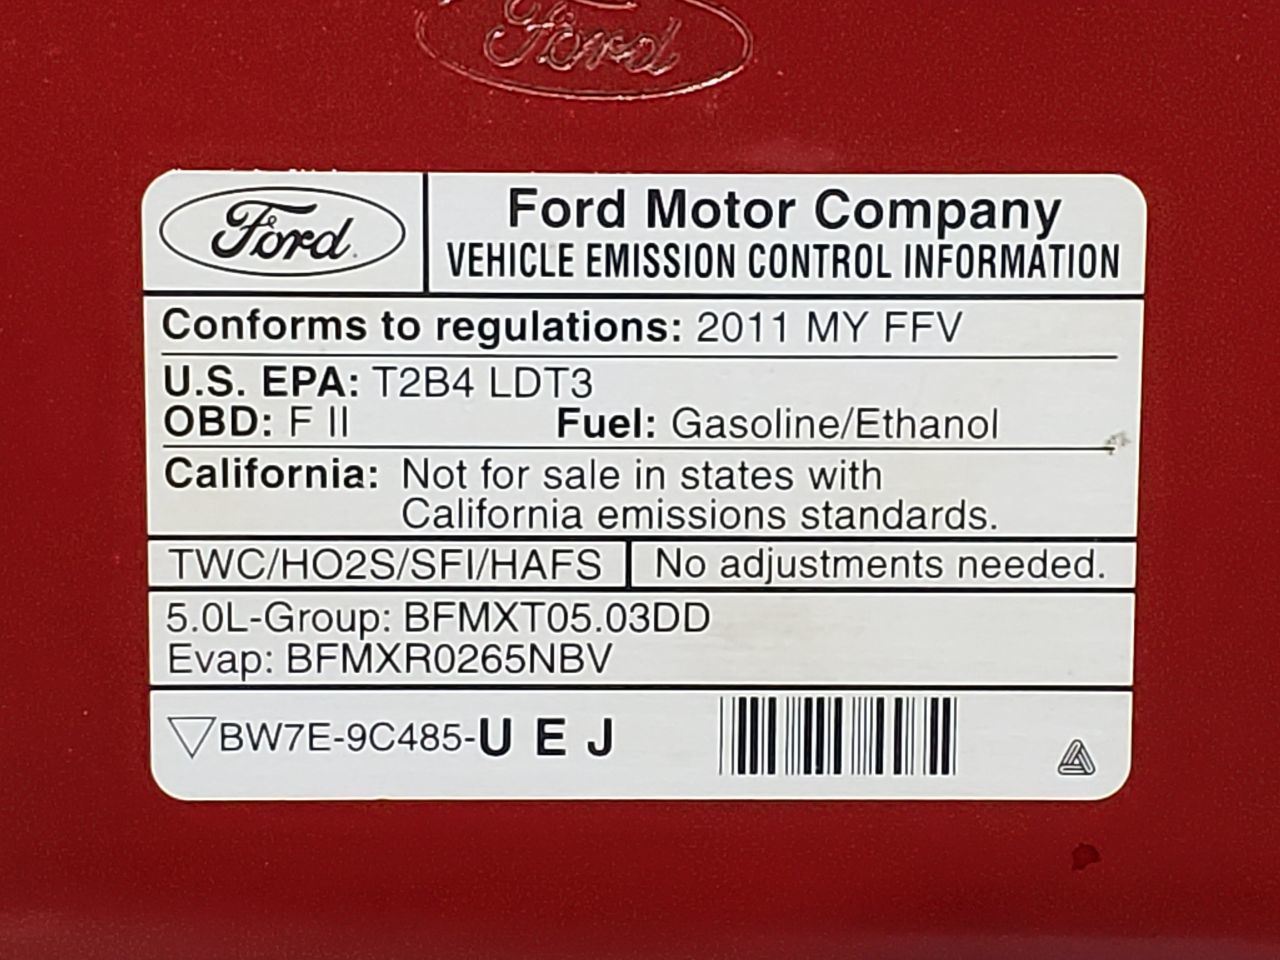 Ford
Ford
Ford Motor Company
VEHICLE EMISSION CONTROL INFORMATION
Conforms to regulations: 2011 MY FFV
U.S. EPA: T2B4 LDT3
OBD: F II Fuel: Gasoline/Ethanol
California: Not for sale in states with
California emissions standards.
TWC/HO2S/SFI/HAFS No adjustments needed.
5.0L-Group: BFMXT05.03DD
Evap: BFMXR0265NBV
▽BW7E-9C485-U E J